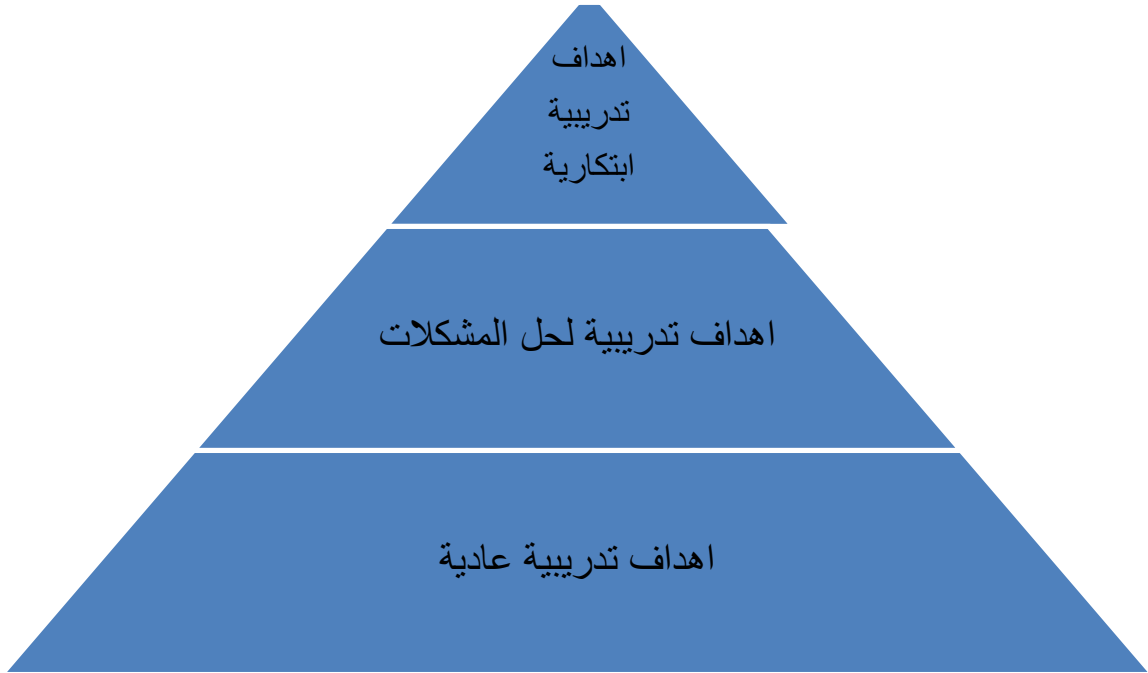 اهداف
تدريبية
ابتكارية
اهداف تدريبية لحل المشكلات
اهداف تدريبية عادية